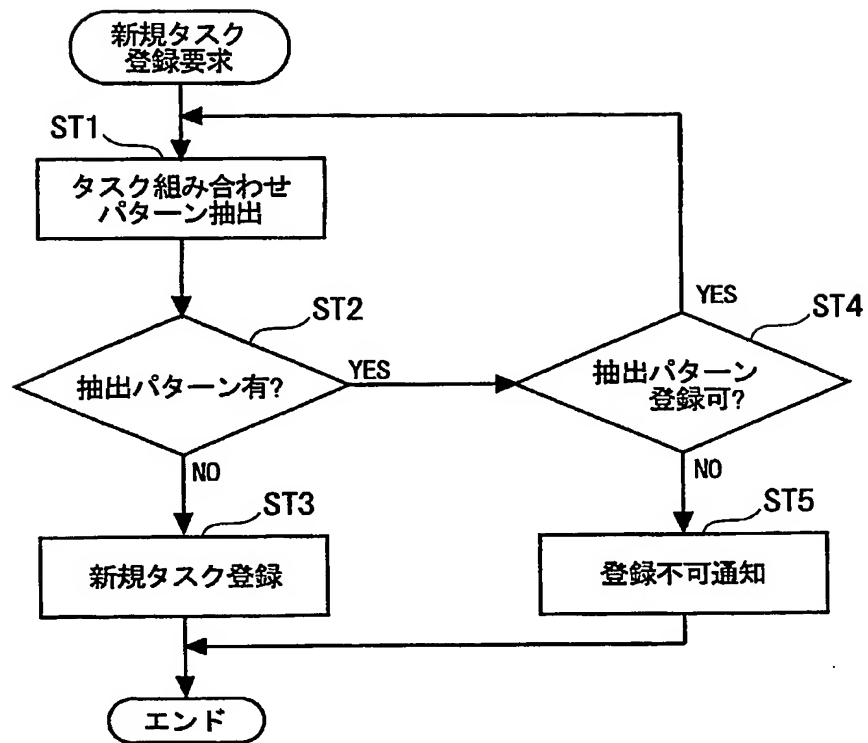 新規タスク
登録要求
ST1
タスク組み合わせ
パターン抽出
ST2
抽出パターン有?
YES
NO
ST4
抽出パターン
登録可?
YES
NO
ST3
新規タスク登録
ST5
登録不可通知
エンド